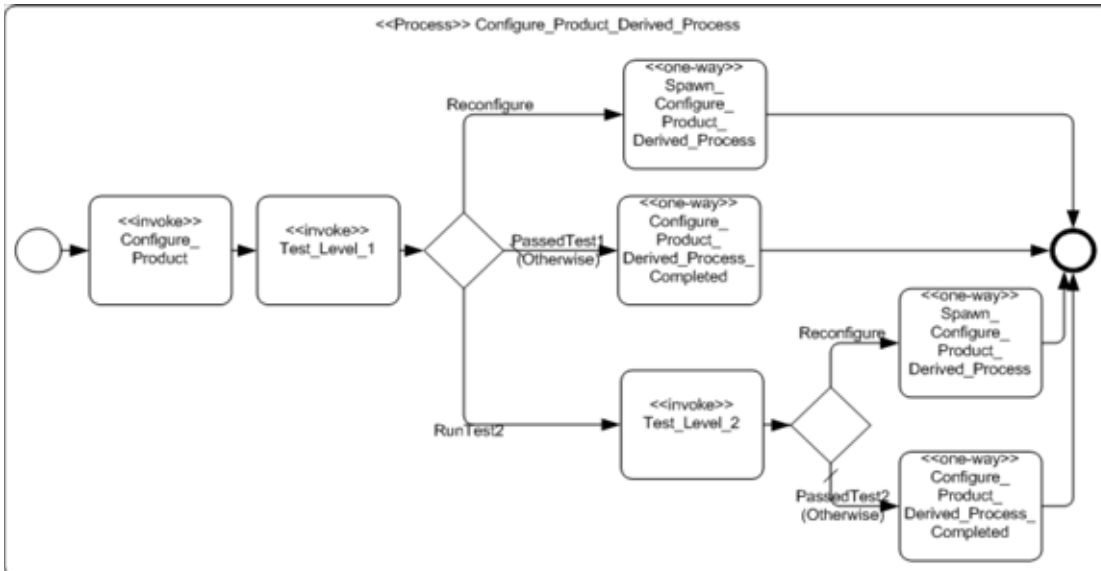 <<Process>> Configure_Product_Derived_Process
<<one-way>>
Spawn_
Configure_
Product_
Derived_Process
Reconfigure
<<invoke>>
Configure_
Product
<<invoke>>
Test_Level_1
PassedTest1
(Otherwise)
<<one-way>>
Configure_
Product_
Derived_Process_
Completed
RunTest2
<<invoke>>
Test_Level_2
Reconfigure
<<one-way>>
Spawn_
Configure_
Product_
Derived_Process
PassedTest2
(Otherwise)
<<one-way>>
Configure_
Product_
Derived_Process_
Completed